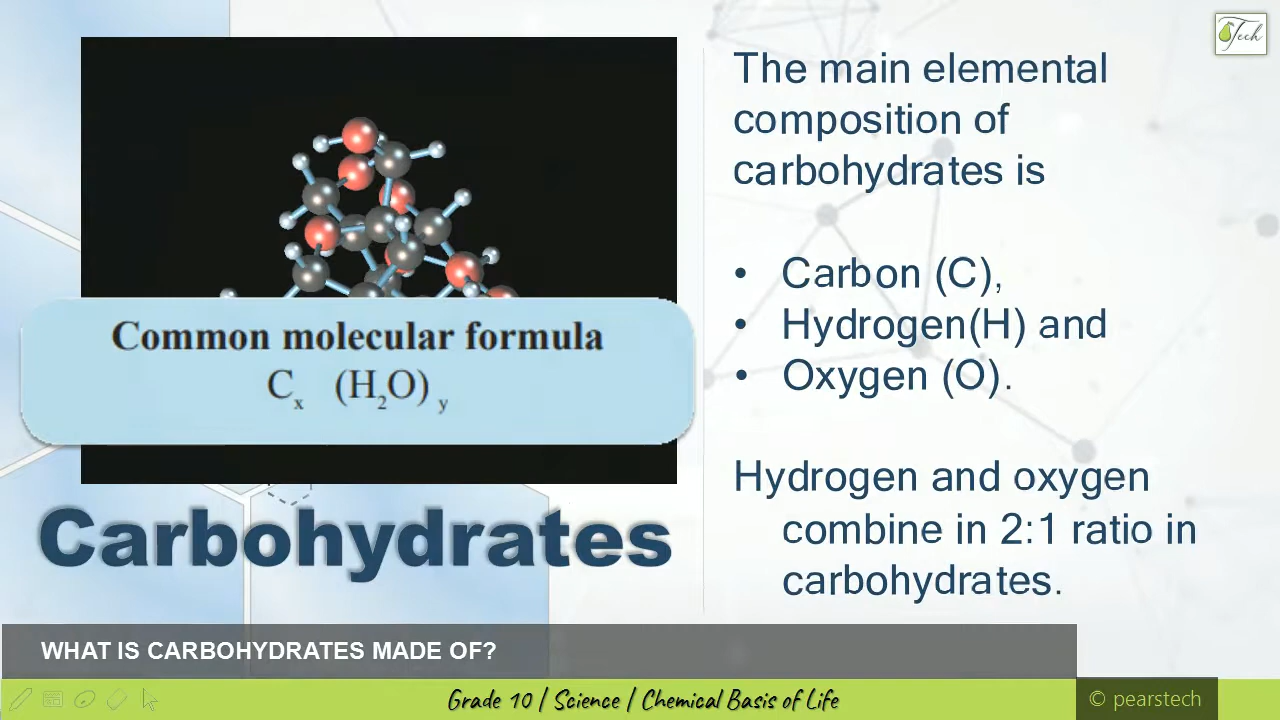 Tech
The main elemental
composition of
carbohydrates is
• Carbon (C),
• Hydrogen(H) and
• Oxygen (O).
Hydrogen and oxygen
combine in 2:1 ratio in
carbohydrates.
Common molecular formula
Cₓ (H₂O) y
Carbohydrates
WHAT IS CARBOHYDRATES MADE OF?
Grade 10 | Science | Chemical Basis of Life
© pearstech